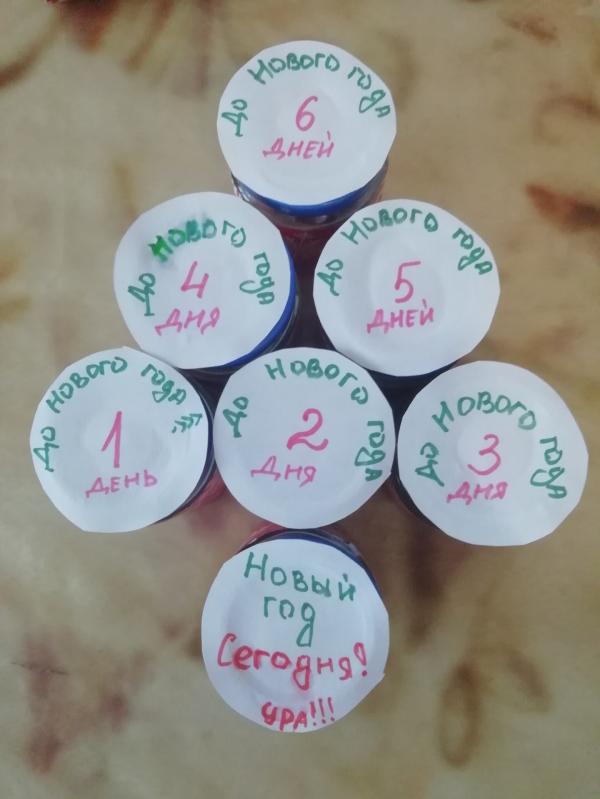 До Нового года
6
дней
До Нового года
4
дня
До Нового года
5
дней
До Нового года
1
день
До Нового года
2
дня
До Нового года
3
дня
Новый
год
Сегодня!
ура!!!